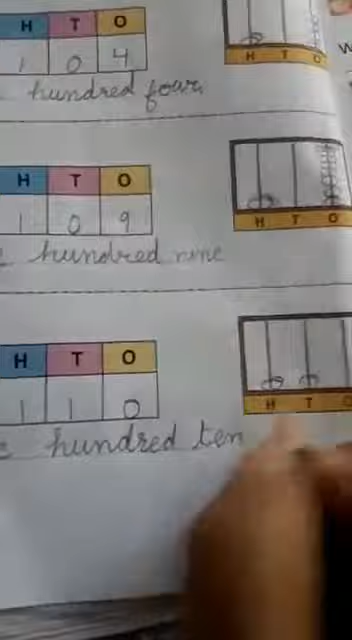 H T O
1 0 4
H T O
hundred four
W
H T O
1 0 9
H T O
hundred nine
H T O
1 1 0
H T O
hundred ten